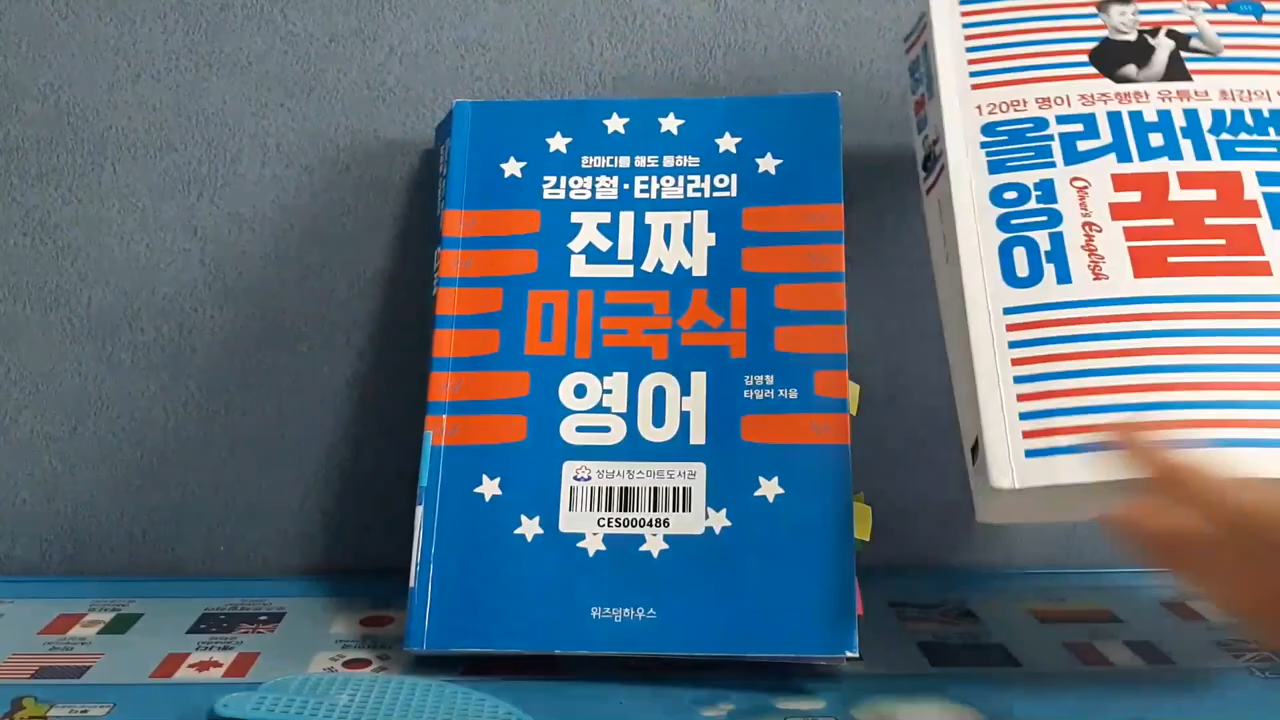 한마디를 해도 통하는
김영철·타일러의
진짜
미국식
영어
김영철
타일러 지음
성남시청스마트도서관
CES000486
위즈덤하우스
120만 명이 정주행한 유튜브 최강의
올리버쌤
영어
꿀
Oliver's English